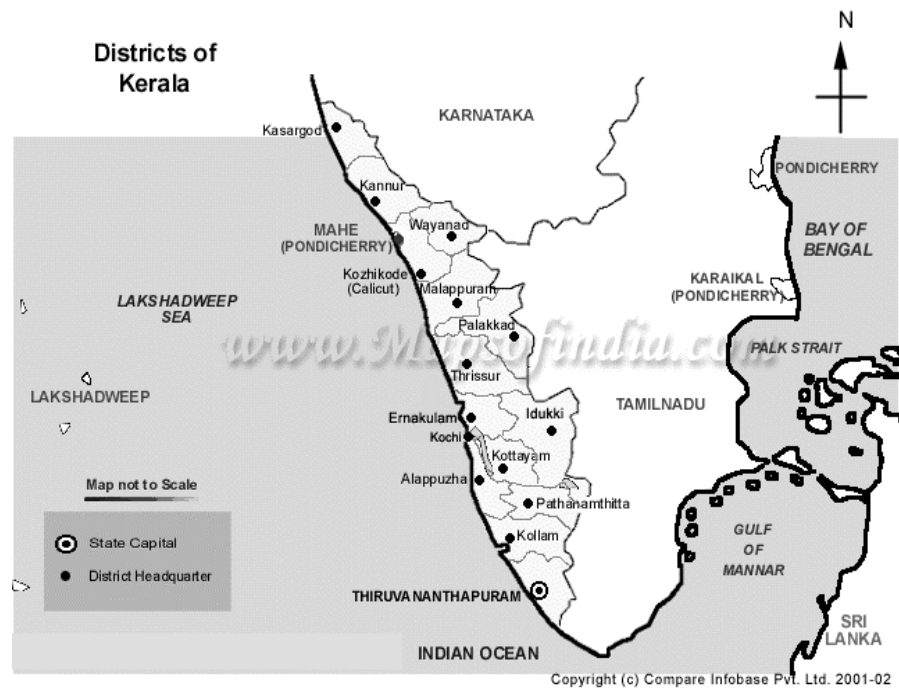 Districts of
Kerala
N
KARNATAKA
Kasargod
PONDICHERRY
Kannur
MAHE
(PONDICHERRY)
Wayanad
BAY OF
BENGAL
Kozhikode
(Calicut)
Malappuram
KARAIKAL
(PONDICHERRY)
LAKSHADWEEP
SEA
Palakkad
www.Mapsofindia.com
PALK STRAIT
Thrissur
LAKSHADWEEP
TAMILNADU
Ernakulam
Idukki
Kochi
Kottayam
Alappuzha
Map not to Scale
Pathanamthitta
State Capital
Kollam
GULF
OF
MANNAR
District Headquarter
THIRUVANANTHAPURAM
SRI
LANKA
INDIAN OCEAN
Copyright (c) Compare Infobase Pvt. Ltd. 2001-02